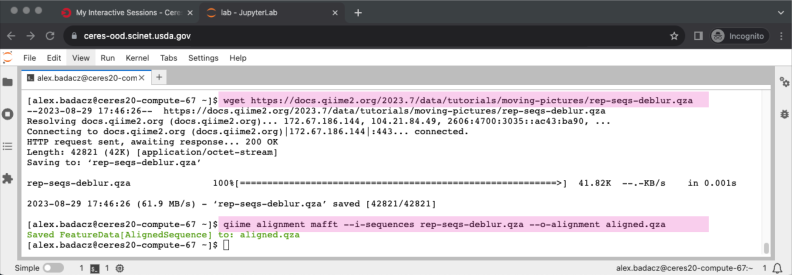 My Interactive Sessions - Ceres
lab - JupyterLab
ceres-ood.scinet.usda.gov
Incognito
File Edit View Run Kernel Tabs Settings Help
alex.badacz@ceres20-com
[alex.badacz@ceres20-compute-67 ~]$ wget https://docs.qiime2.org/2023.7/data/tutorials/moving-pictures/rep-seqs-deblur.qza
--2023-08-29 17:46:26-- https://docs.qiime2.org/2023.7/data/tutorials/moving-pictures/rep-seqs-deblur.qza
Resolving docs.qiime2.org (docs.qiime2.org)... 172.67.186.144, 104.21.84.49, 2606:4700:3035::ac43:ba90, ...
Connecting to docs.qiime2.org (docs.qiime2.org)|172.67.186.144|:443... connected.
HTTP request sent, awaiting response... 200 OK
Length: 42821 (42K) [application/octet-stream]
Saving to: ‘rep-seqs-deblur.qza’
rep-seqs-deblur.qza 100%[===================================================>] 41.82K --.-KB/s in 0.001s
2023-08-29 17:46:26 (61.9 MB/s) - ‘rep-seqs-deblur.qza’ saved [42821/42821]
[alex.badacz@ceres20-compute-67 ~]$ qiime alignment mafft --i-sequences rep-seqs-deblur.qza --o-alignment aligned.qza
Saved FeatureData[AlignedSequence] to: aligned.qza
[alex.badacz@ceres20-compute-67 ~]$
Simple 1 1 alex.badacz@ceres20-compute-67:~ 1